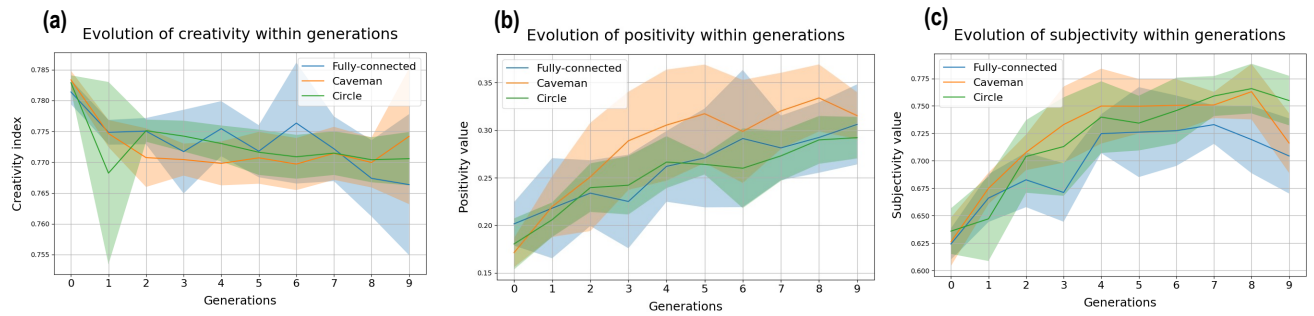 (a)
Evolution of creativity within generations
Fully-connected
Caveman
Circle
0.785
0.780
0.775
0.770
0.765
0.760
0.755
Creativity index
0 1 2 3 4 5 6 7 8 9
Generations
(b)
Evolution of positivity within generations
Fully-connected
Caveman
Circle
0.35
0.30
0.25
0.20
0.15
Positivity value
0 1 2 3 4 5 6 7 8 9
Generations
(c)
Evolution of subjectivity within generations
Fully-connected
Caveman
Circle
0.775
0.750
0.725
0.700
0.675
0.650
0.625
0.600
Subjectivity value
0 1 2 3 4 5 6 7 8 9
Generations